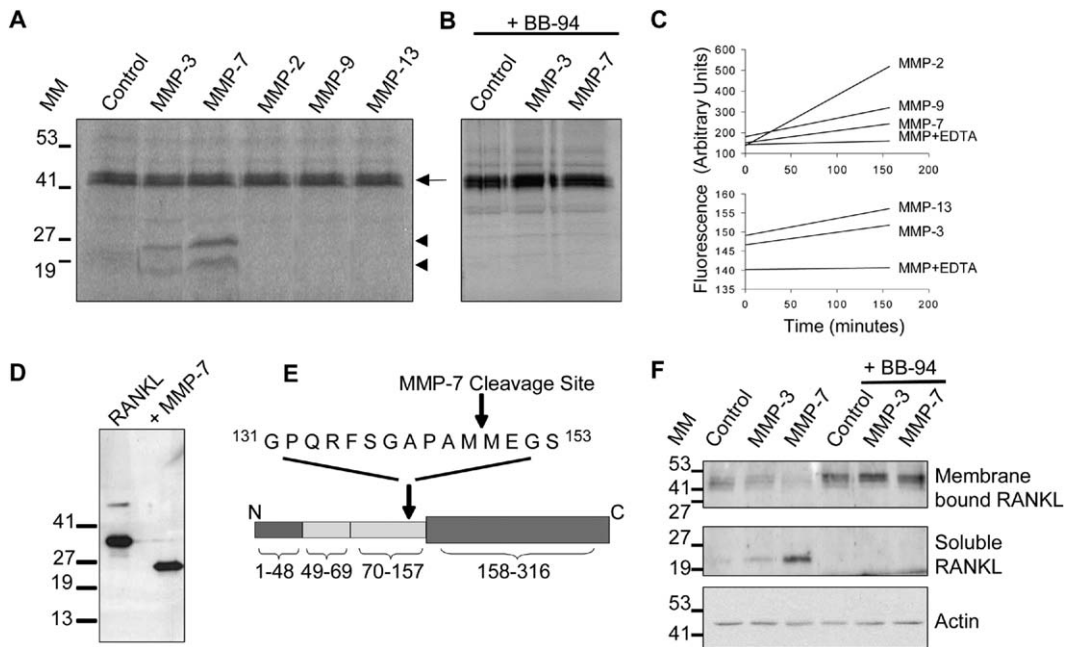 A
MM
Control
MMP-3
MMP-7
MMP-2
MMP-9
MMP-13
53
41
27
19
B
+ BB-94
Control
MMP-3
MMP-7
C
Fluorescence (Arbitrary Units)
600
500
400
300
200
100
0 50 100 150 200
MMP-2
MMP-9
MMP-7
MMP+EDTA
160
155
150
145
140
135
0 50 100 150 200
MMP-13
MMP-3
MMP+EDTA
Time (minutes)
D
RANKL
+ MMP-7
41
27
19
13
E
MMP-7 Cleavage Site
131 G P Q R F S G A P A M M E G S 153
N C
1-48 49-69 70-157 158-316
F
+ BB-94
MM
Control
MMP-3
MMP-7
Control
MMP-3
MMP-7
53
41
27
Membrane
bound RANKL
27
19
Soluble
RANKL
53
41
Actin